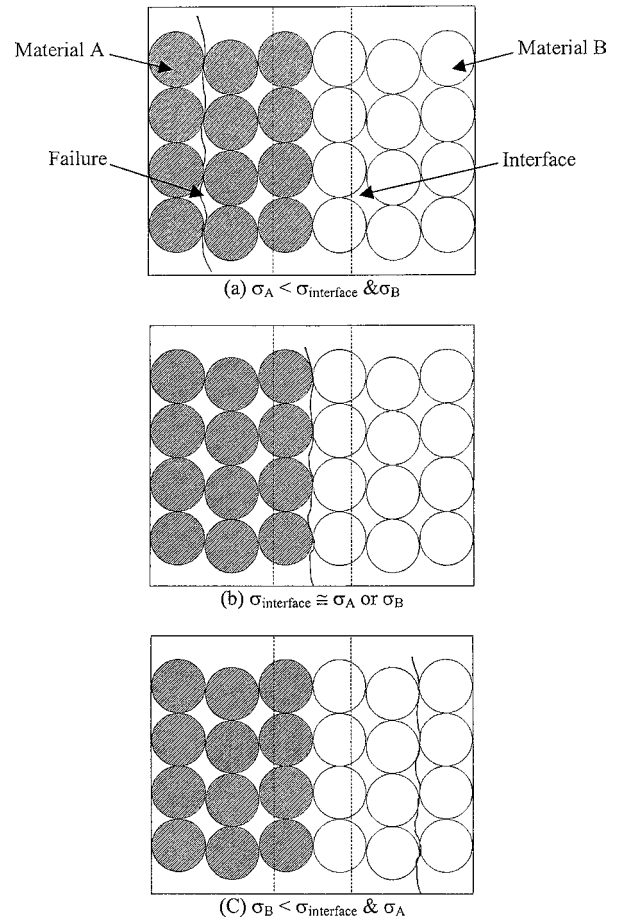 Material A
Material B
Failure
Interface
(a) σA < σinterface &σB
(b) σinterface ≅ σA or σB
(C) σB < σinterface & σA